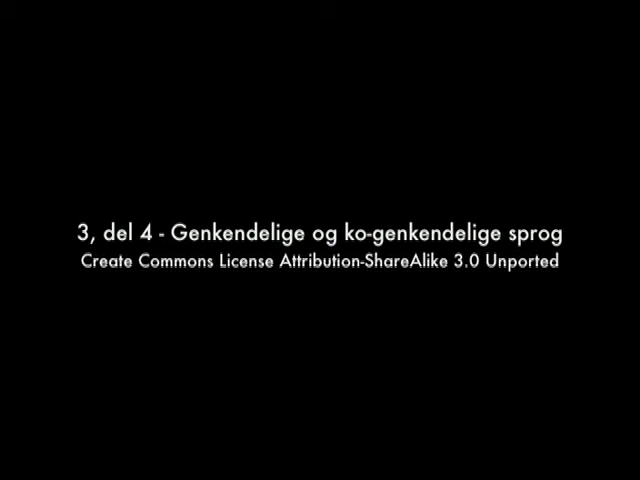 3, del 4 - Genkendelige og ko-genkendelige sprog
Create Commons License Attribution-ShareAlike 3.0 Unported